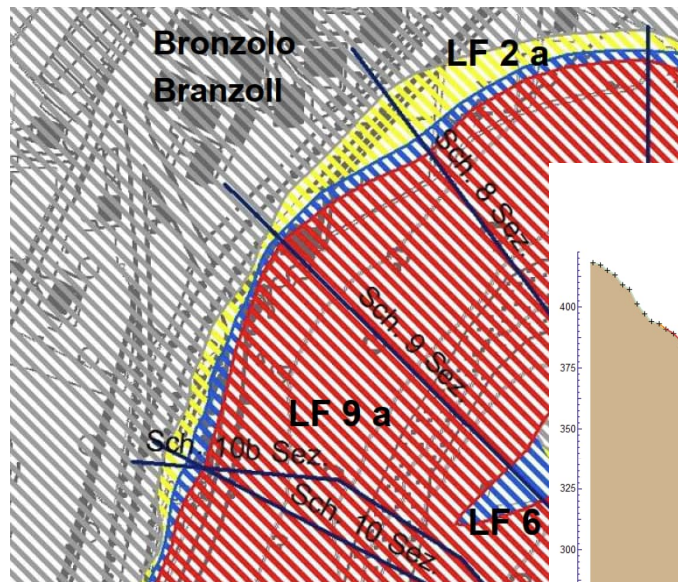 Bronzolo
Branzoll
LF 2 a
Sch. 8 Sez.
Sch. 9 Sez.
LF 9 a
Sch. 10b Sez.
Sch. 10 Sez.
LF 6
400
375
350
325
300